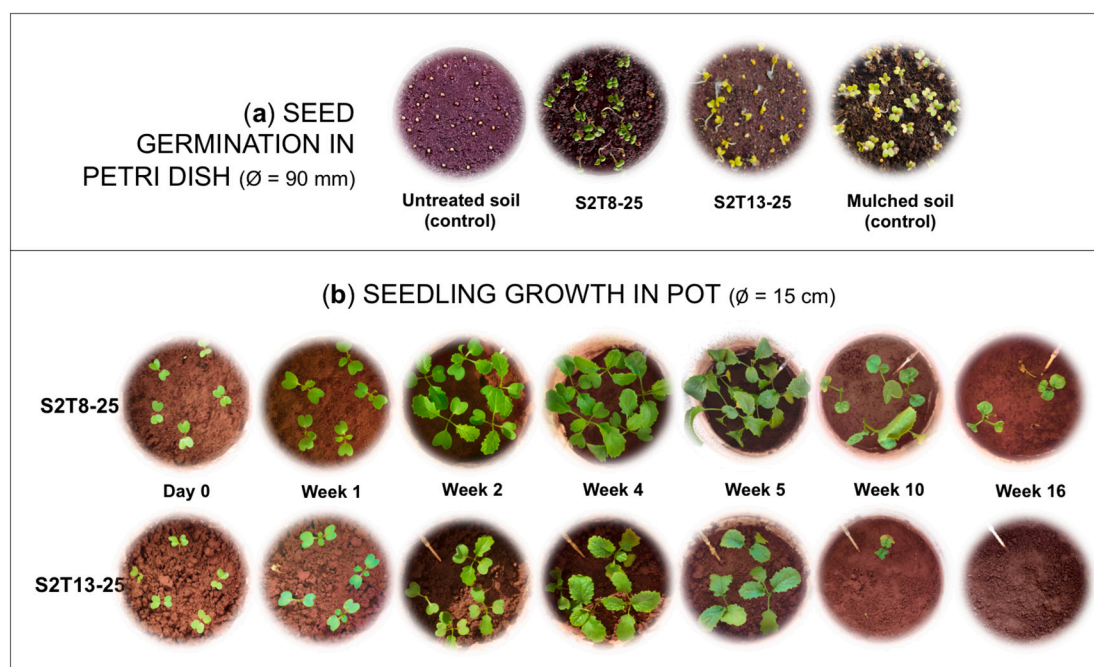 (a) SEED
GERMINATION IN
PETRI DISH (Ø = 90 mm)
Untreated soil
(control)
S2T8-25
S2T13-25
Mulched soil
(control)
(b) SEEDLING GROWTH IN POT (Ø = 15 cm)
S2T8-25
Day 0
Week 1
Week 2
Week 4
Week 5
Week 10
Week 16
S2T13-25